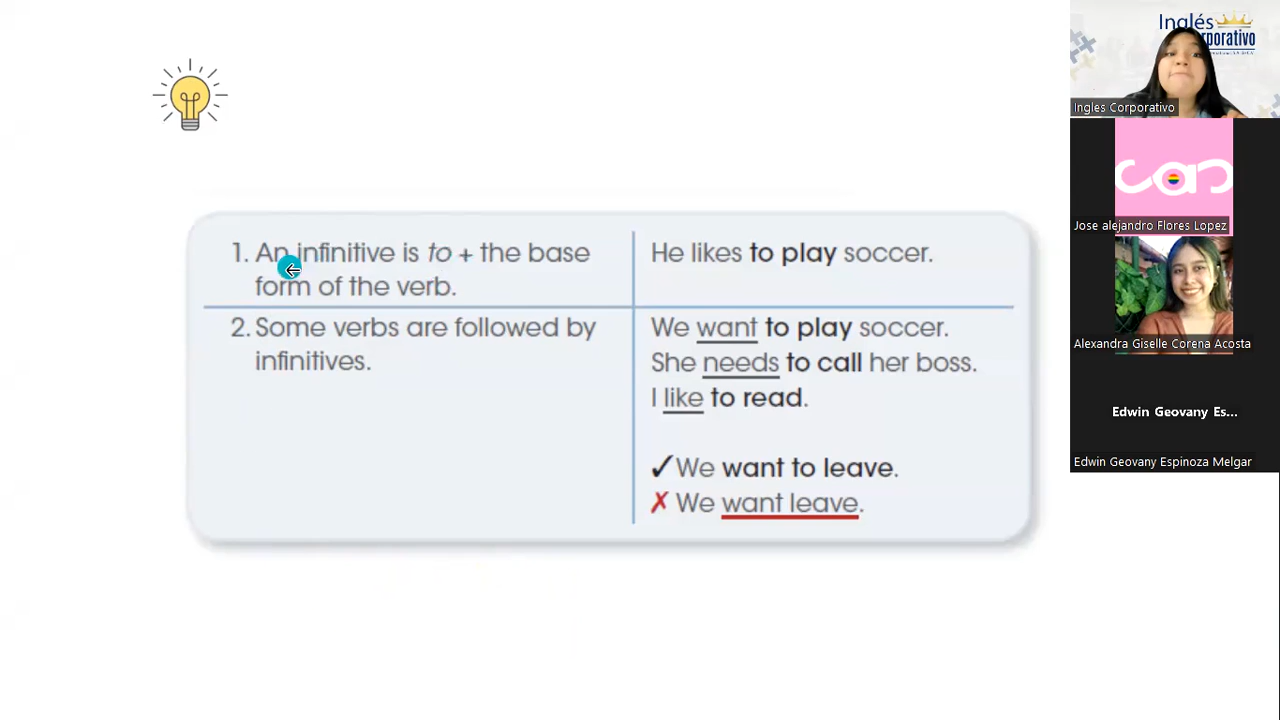 Inglés
rporativo
Ingles Corporativo
cac
Jose alejandro Flores Lopez
Alexandra Giselle Corena Acosta
Edwin Geovany Es...
Edwin Geovany Espinoza Melgar
1. An infinitive is to + the base
form of the verb.
He likes to play soccer.
2. Some verbs are followed by
infinitives.
We want to play soccer.
She needs to call her boss.
I like to read.
✓ We want to leave.
✗ We want leave.